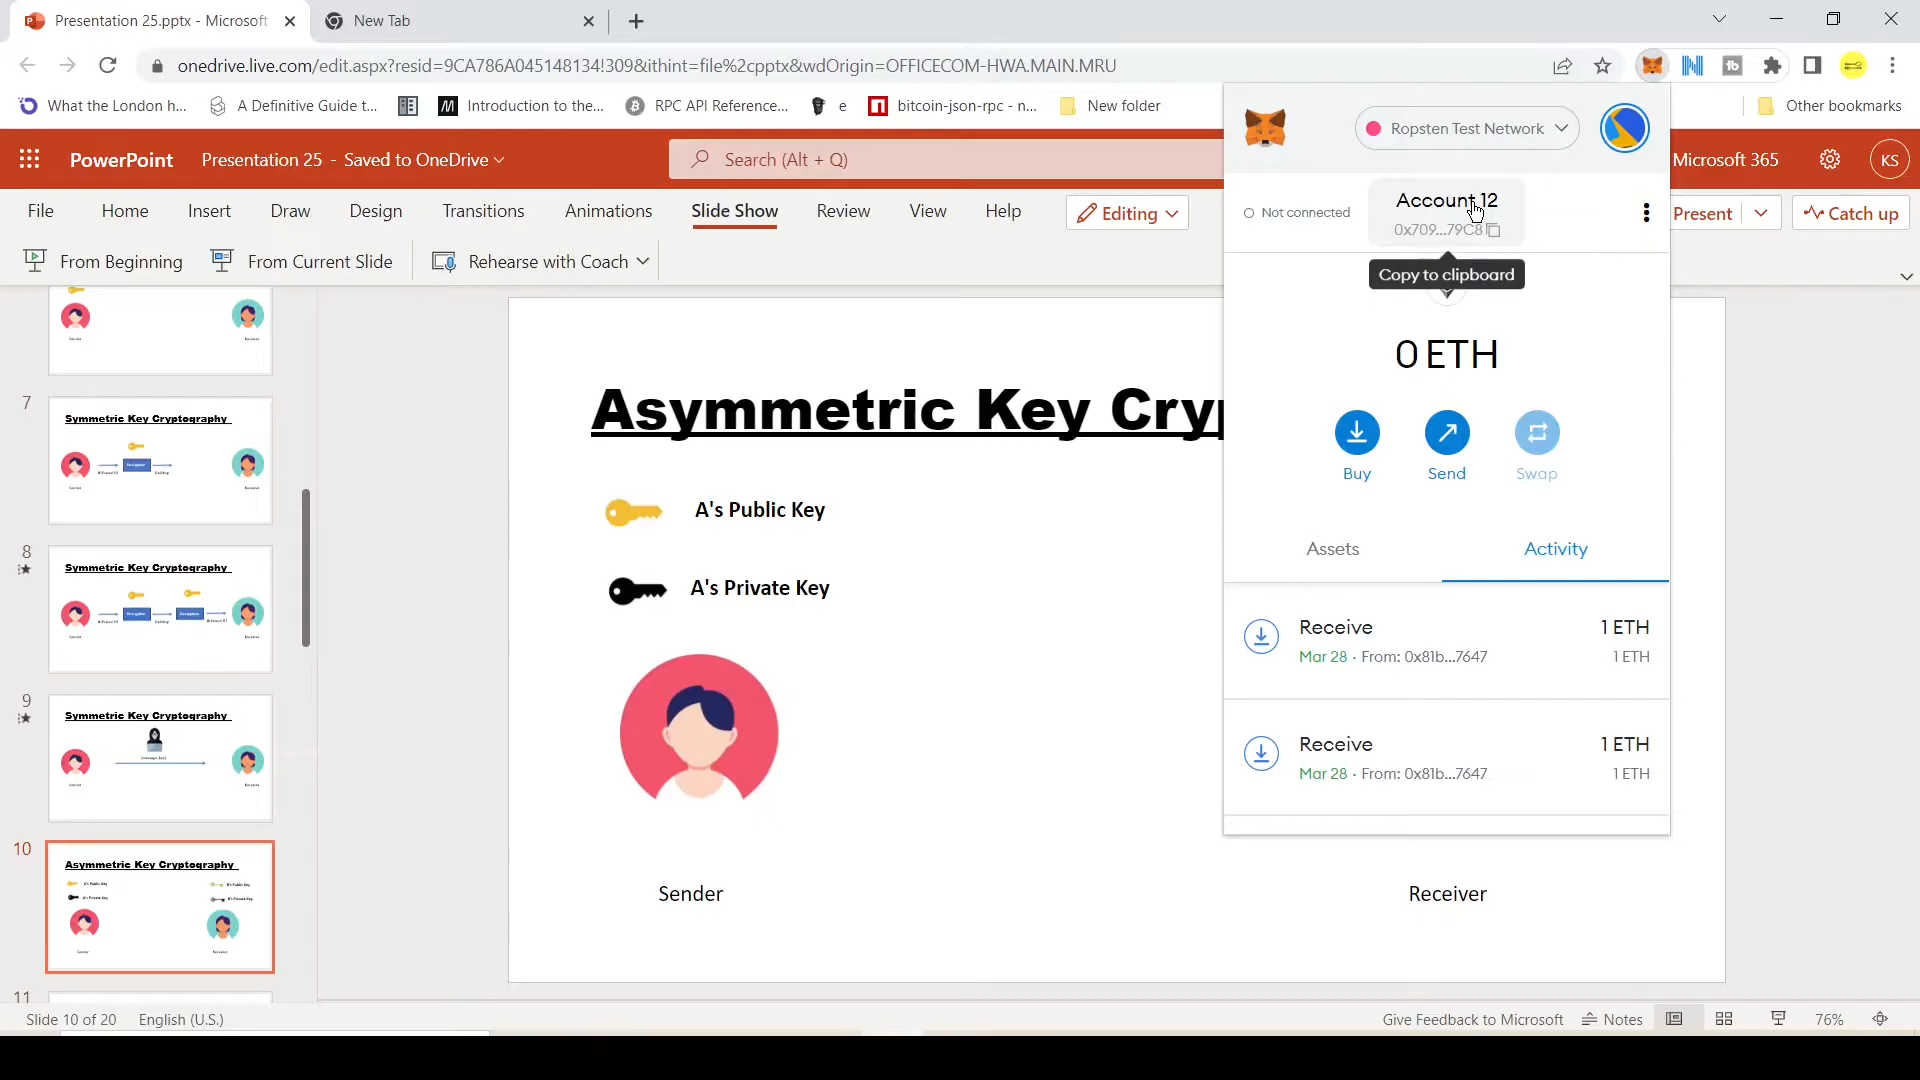 Presentation 25.pptx - Microsoft
New Tab
onedrive.live.com/edit.aspx?resid=9CA786A045148134!309&ithint=file%2cpptx&wdOrigin=OFFICECOM-HWA.MAIN.MRU
What the London h...
A Definitive Guide t...
Introduction to the...
RPC API Reference...
e
bitcoin-json-rpc - n...
New folder
Other bookmarks
PowerPoint
Presentation 25 - Saved to OneDrive
Search (Alt + Q)
Microsoft 365
KS
File
Home
Insert
Draw
Design
Transitions
Animations
Slide Show
Review
View
Help
Editing
Present
Catch up
From Beginning
From Current Slide
Rehearse with Coach
Ropsten Test Network
Not connected
Account 12
0x709...79C8
Copy to clipboard
0 ETH
Buy
Send
Swap
Assets
Activity
Receive
1 ETH
Mar 28 · From: 0x81b...7647
1 ETH
Receive
1 ETH
Mar 28 · From: 0x81b...7647
1 ETH
7
Symmetric Key Cryptography
8
Symmetric Key Cryptography
9
Symmetric Key Cryptography
10
Asymmetric Key Cryptography
11
Asymmetric Key Cryp
A's Public Key
A's Private Key
Sender
Receiver
Slide 10 of 20
English (U.S.)
Give Feedback to Microsoft
Notes
76%